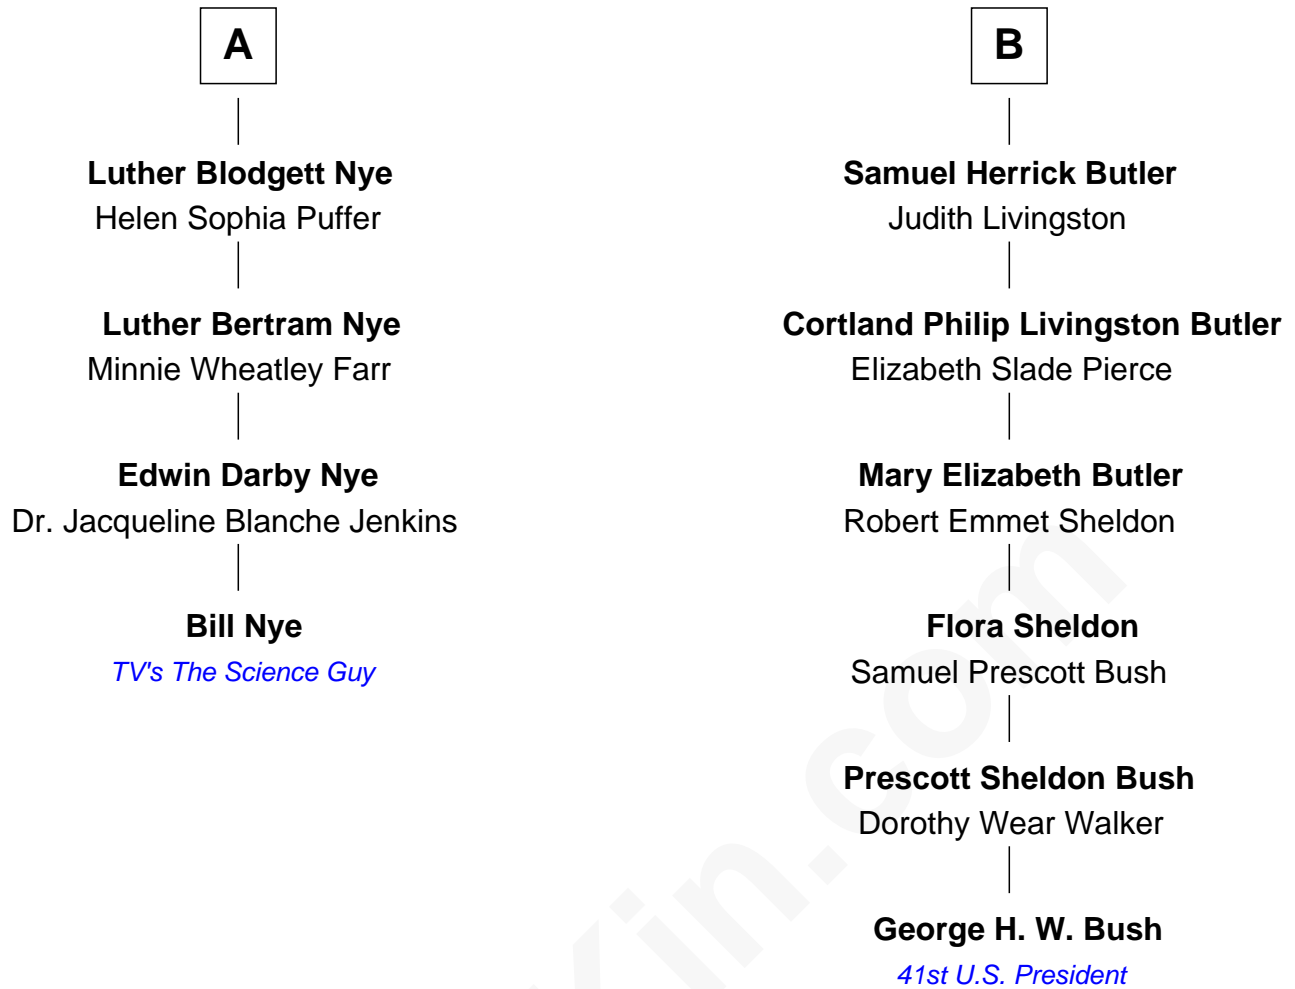 A
Luther Blodgett Nye
Helen Sophia Puffer
Luther Bertram Nye
Minnie Wheatley Farr
Edwin Darby Nye
Dr. Jacqueline Blanche Jenkins
Bill Nye
TV's The Science Guy
B
Samuel Herrick Butler
Judith Livingston
Cortland Philip Livingston Butler
Elizabeth Slade Pierce
Mary Elizabeth Butler
Robert Emmet Sheldon
Flora Sheldon
Samuel Prescott Bush
Prescott Sheldon Bush
Dorothy Wear Walker
George H. W. Bush
41st U.S. President
Kin.com